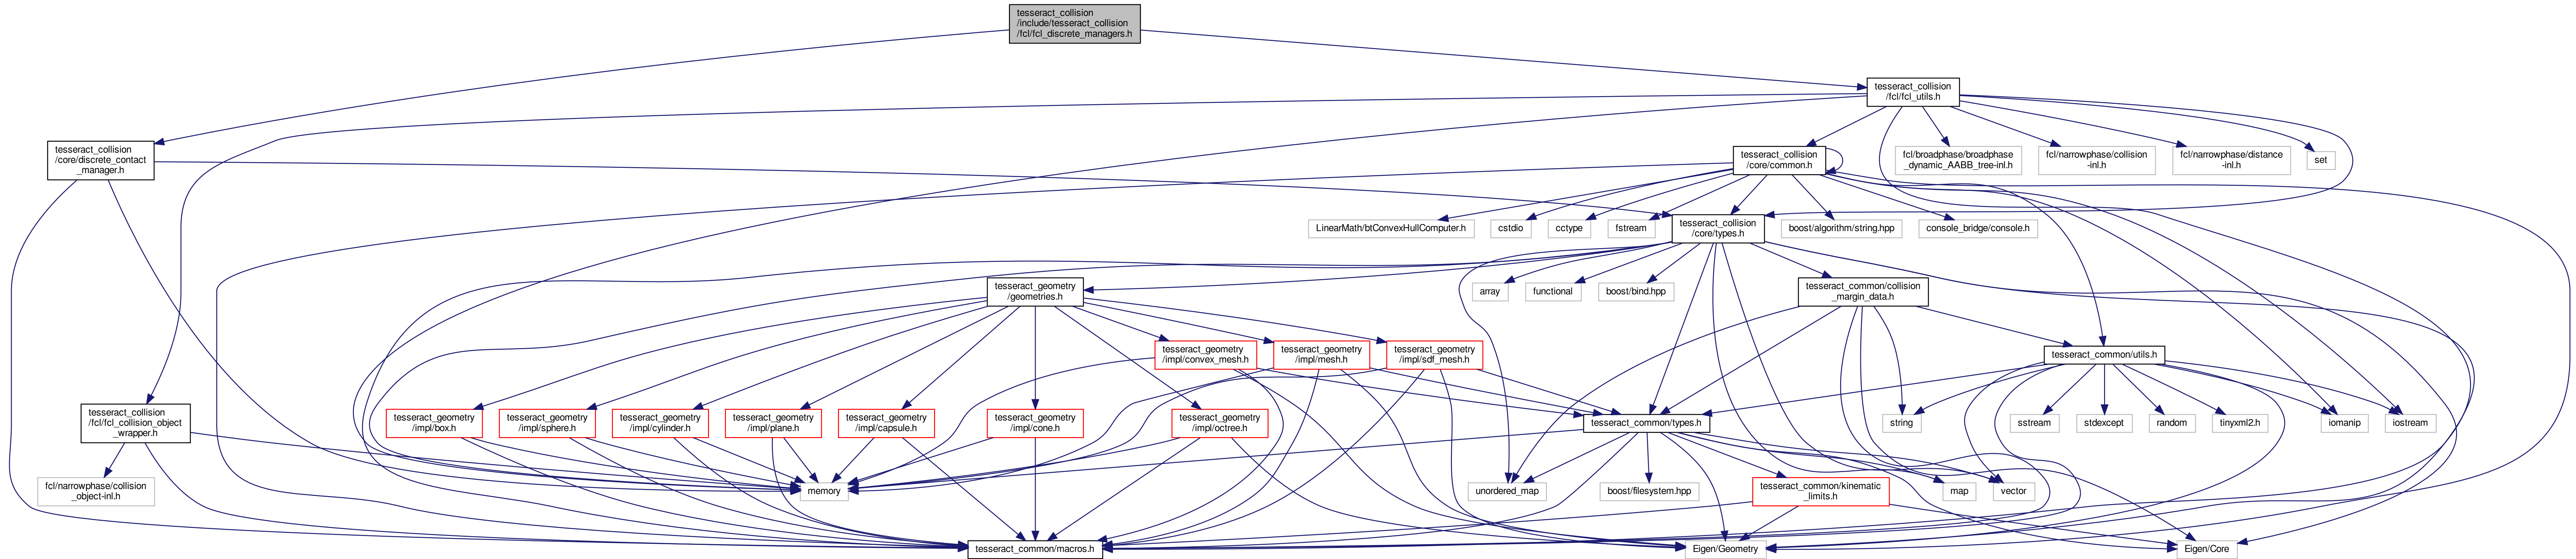 tesseract_collision
/include/tesseract_collision
/fcl/fcl_discrete_managers.h
tesseract_collision
/fcl/fcl_utils.h
tesseract_collision
/core/discrete_contact
_manager.h
tesseract_collision
/core/common.h
fcl/broadphase/broadphase
_dynamic_AABB_tree-inl.h
fcl/narrowphase/collision
-inl.h
fcl/narrowphase/distance
-inl.h
set
LinearMath/btConvexHullComputer.h
cstdio
cctype
fstream
tesseract_collision
/core/types.h
boost/algorithm/string.hpp
console_bridge/console.h
tesseract_geometry
/geometries.h
array
functional
boost/bind.hpp
tesseract_common/collision
_margin_data.h
tesseract_geometry
/impl/convex_mesh.h
tesseract_geometry
/impl/mesh.h
tesseract_geometry
/impl/sdf_mesh.h
tesseract_common/utils.h
tesseract_collision
/fcl/fcl_collision_object
_wrapper.h
tesseract_geometry
/impl/box.h
tesseract_geometry
/impl/sphere.h
tesseract_geometry
/impl/cylinder.h
tesseract_geometry
/impl/plane.h
tesseract_geometry
/impl/capsule.h
tesseract_geometry
/impl/cone.h
tesseract_geometry
/impl/octree.h
tesseract_common/types.h
string
sstream
stdexcept
random
tinyxml2.h
iomanip
iostream
fcl/narrowphase/collision
_object-inl.h
memory
unordered_map
boost/filesystem.hpp
tesseract_common/kinematic
_limits.h
map
vector
tesseract_common/macros.h
Eigen/Geometry
Eigen/Core